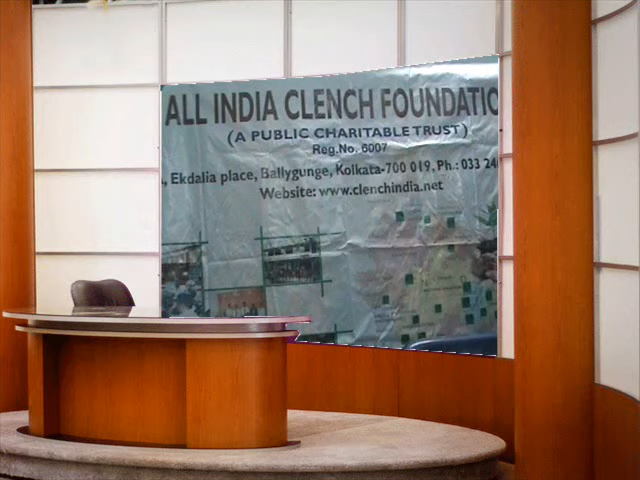 ALL INDIA CLENCH FOUNDATIO
(A PUBLIC CHARITABLE TRUST)
Reg.No. 6007
., Ekdalia place, Ballygunge, Kolkata-700 019, Ph.: 033 24
Website: www.clenchindia.net